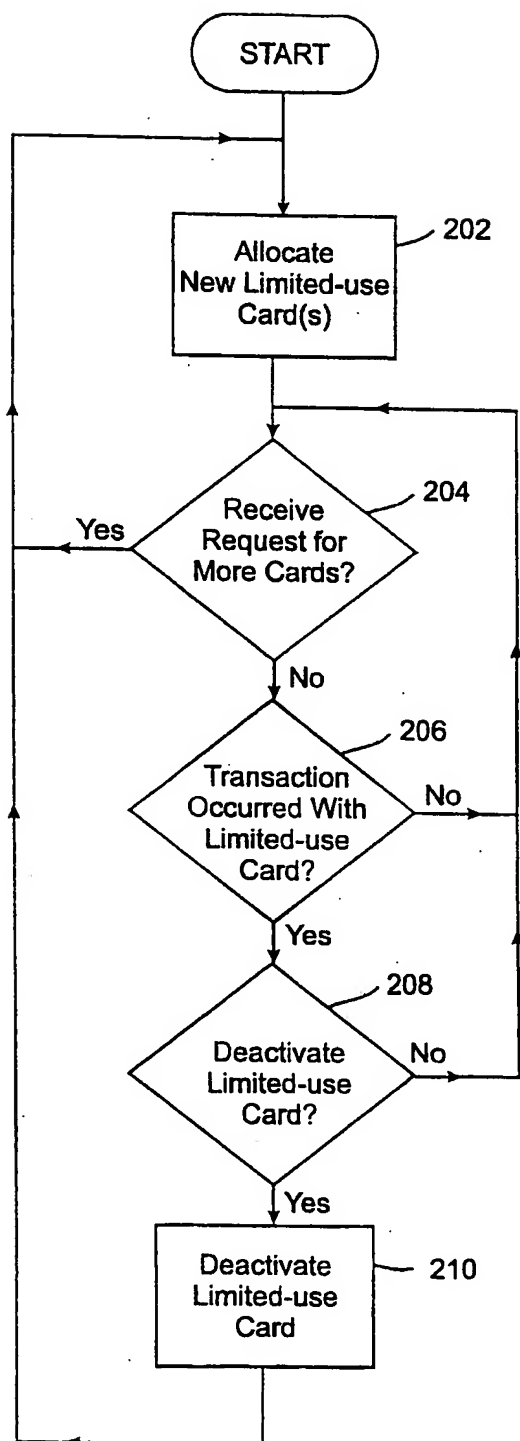 START
202
Allocate
New Limited-use
Card(s)
204
Receive
Request for
More Cards?
Yes
No
206
Transaction
Occurred With
Limited-use
Card?
No
Yes
208
Deactivate
Limited-use
Card?
No
Yes
210
Deactivate
Limited-use
Card